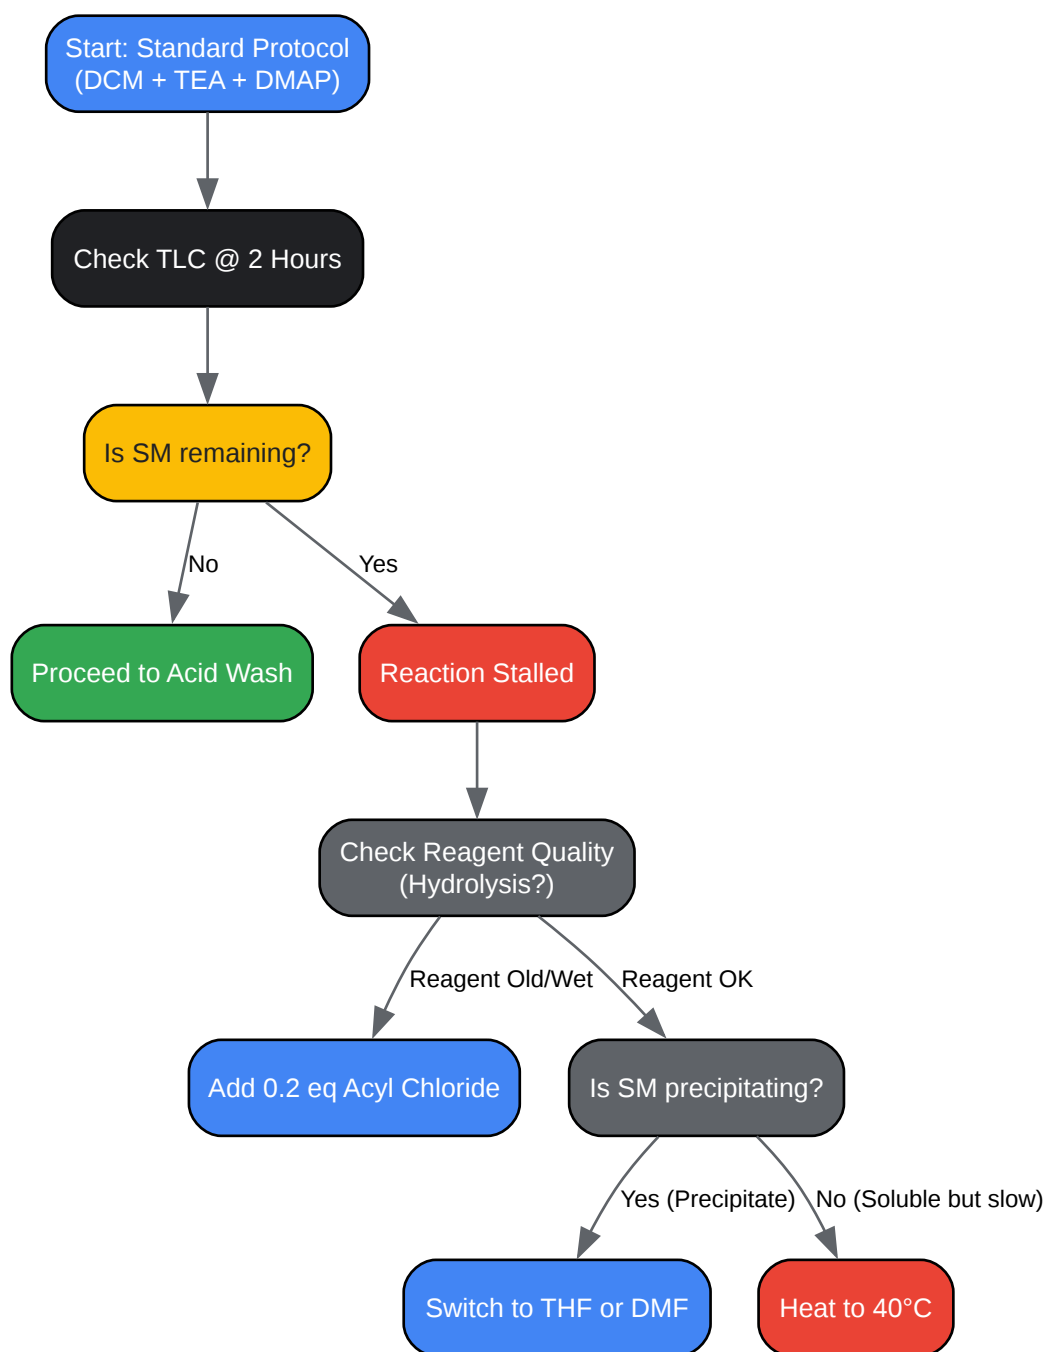 Start: Standard Protocol
(DCM + TEA + DMAP)
Check TLC @ 2 Hours
Is SM remaining?
No
Yes
Proceed to Acid Wash
Reaction Stalled
Check Reagent Quality
(Hydrolysis?)
Reagent Old/Wet
Reagent OK
Add 0.2 eq Acyl Chloride
Is SM precipitating?
Yes (Precipitate)
No (Soluble but slow)
Switch to THF or DMF
Heat to 40°C